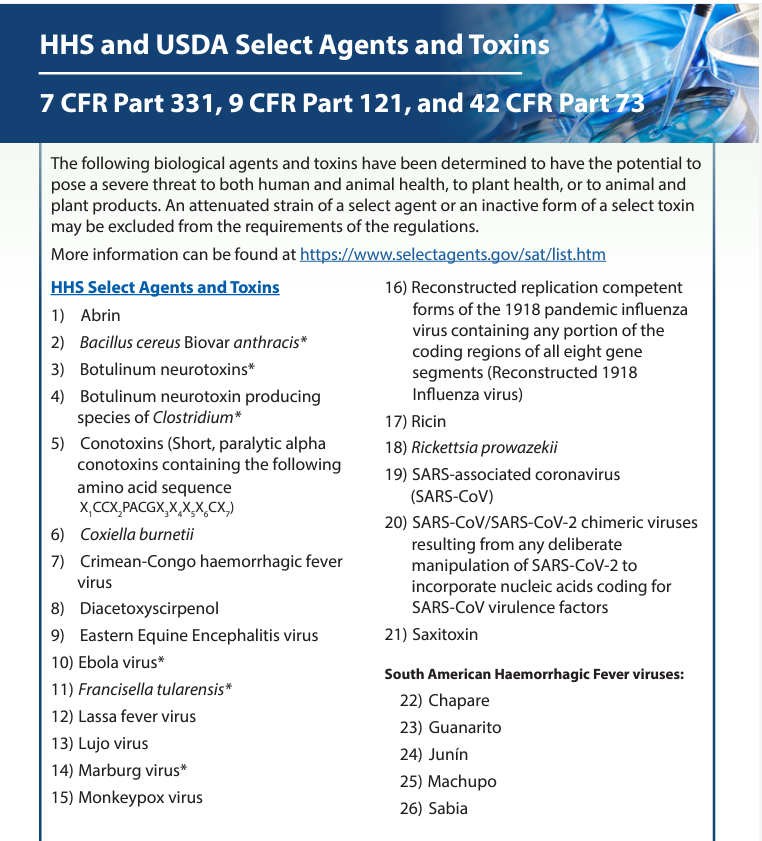 HHS and USDA Select Agents and Toxins
7 CFR Part 331, 9 CFR Part 121, and 42 CFR Part 73
The following biological agents and toxins have been determined to have the potential to
pose a severe threat to both human and animal health, to plant health, or to animal and
plant products. An attenuated strain of a select agent or an inactive form of a select toxin
may be excluded from the requirements of the regulations.
More information can be found at https://www.selectagents.gov/sat/list.htm
HHS Select Agents and Toxins
1) Abrin
2) Bacillus cereus Biovar anthracis*
3) Botulinum neurotoxins*
4) Botulinum neurotoxin producing
species of Clostridium*
5) Conotoxins (Short, paralytic alpha
conotoxins containing the following
amino acid sequence
X1CCX2PACGX3X4X5X6CX7)
6) Coxiella burnetii
7) Crimean-Congo haemorrhagic fever
virus
8) Diacetoxyscirpenol
9) Eastern Equine Encephalitis virus
10) Ebola virus*
11) Francisella tularensis*
12) Lassa fever virus
13) Lujo virus
14) Marburg virus*
15) Monkeypox virus
16) Reconstructed replication competent
forms of the 1918 pandemic influenza
virus containing any portion of the
coding regions of all eight gene
segments (Reconstructed 1918
Influenza virus)
17) Ricin
18) Rickettsia prowazekii
19) SARS-associated coronavirus
(SARS-CoV)
20) SARS-CoV/SARS-CoV-2 chimeric viruses
resulting from any deliberate
manipulation of SARS-CoV-2 to
incorporate nucleic acids coding for
SARS-CoV virulence factors
21) Saxitoxin
South American Haemorrhagic Fever viruses:
22) Chapare
23) Guanarito
24) Junín
25) Machupo
26) Sabia